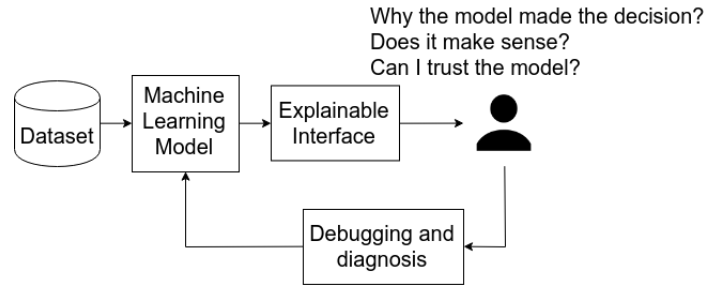 Why the model made the decision?
Does it make sense?
Can I trust the model?
Dataset
Machine
Learning
Model
Explainable
Interface
Debugging and
diagnosis